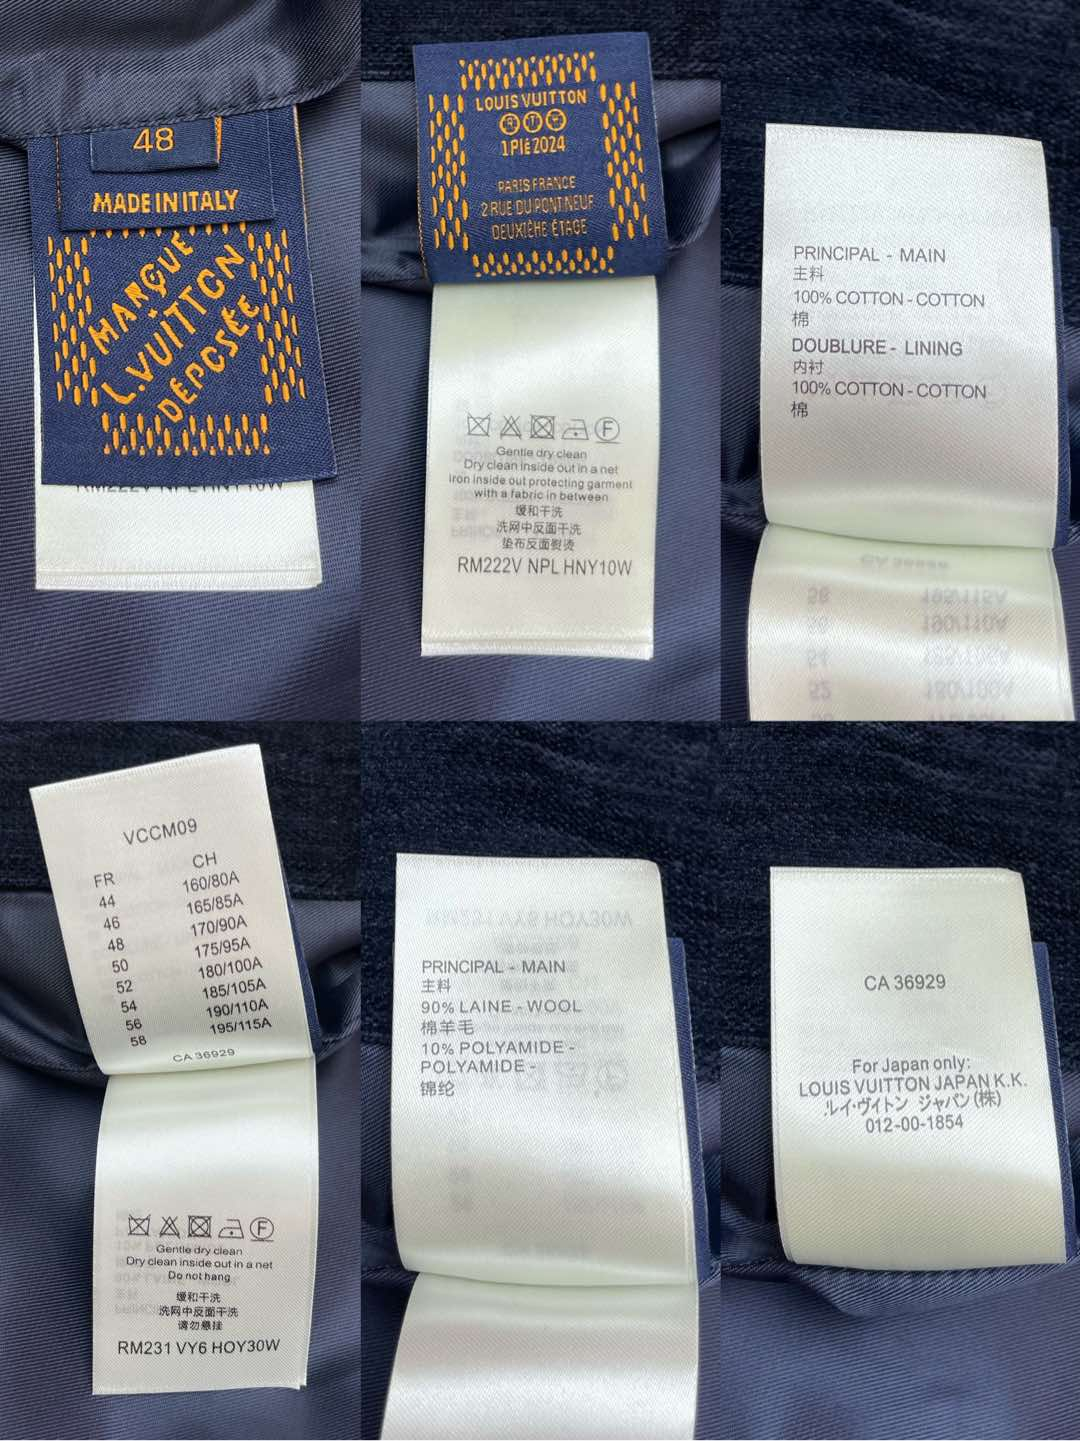 48
MADE IN ITALY
MARQUE
L.VUITTON
DÉPOSÉE
RM222V NPL HNY10W
LOUIS VUITTON
1PIé2024
PARIS FRANCE
2 RUE DU PONT NEUF
DEUXIÈHE ÉTAGE
F
Gentle dry clean
Dry clean inside out in a net
iron inside out protecting garment
with a fabric in between
缓和干洗
洗网中反面干洗
垫布反面熨烫
RM222V NPL HNY10W
PRINCIPAL - MAIN
主料
100% COTTON - COTTON
棉
DOUBLURE - LINING
内衬
100% COTTON - COTTON
棉
VCCM09
FR CH
44 160/80A
46 165/85A
48 170/90A
50 175/95A
52 180/100A
54 185/105A
56 190/110A
58 195/115A
CA 36929
F
Gentle dry clean
Dry clean inside out in a net
Do not hang
缓和干洗
洗网中反面干洗
请勿悬挂
RM231 VY6 HOY30W
PRINCIPAL - MAIN
主料
90% LAINE - WOOL
棉羊毛
10% POLYAMIDE -
POLYAMIDE -
锦纶
CA 36929
For Japan only:
LOUIS VUITTON JAPAN K.K.
ルイ・ヴィトン ジャパン(株)
012-00-1854